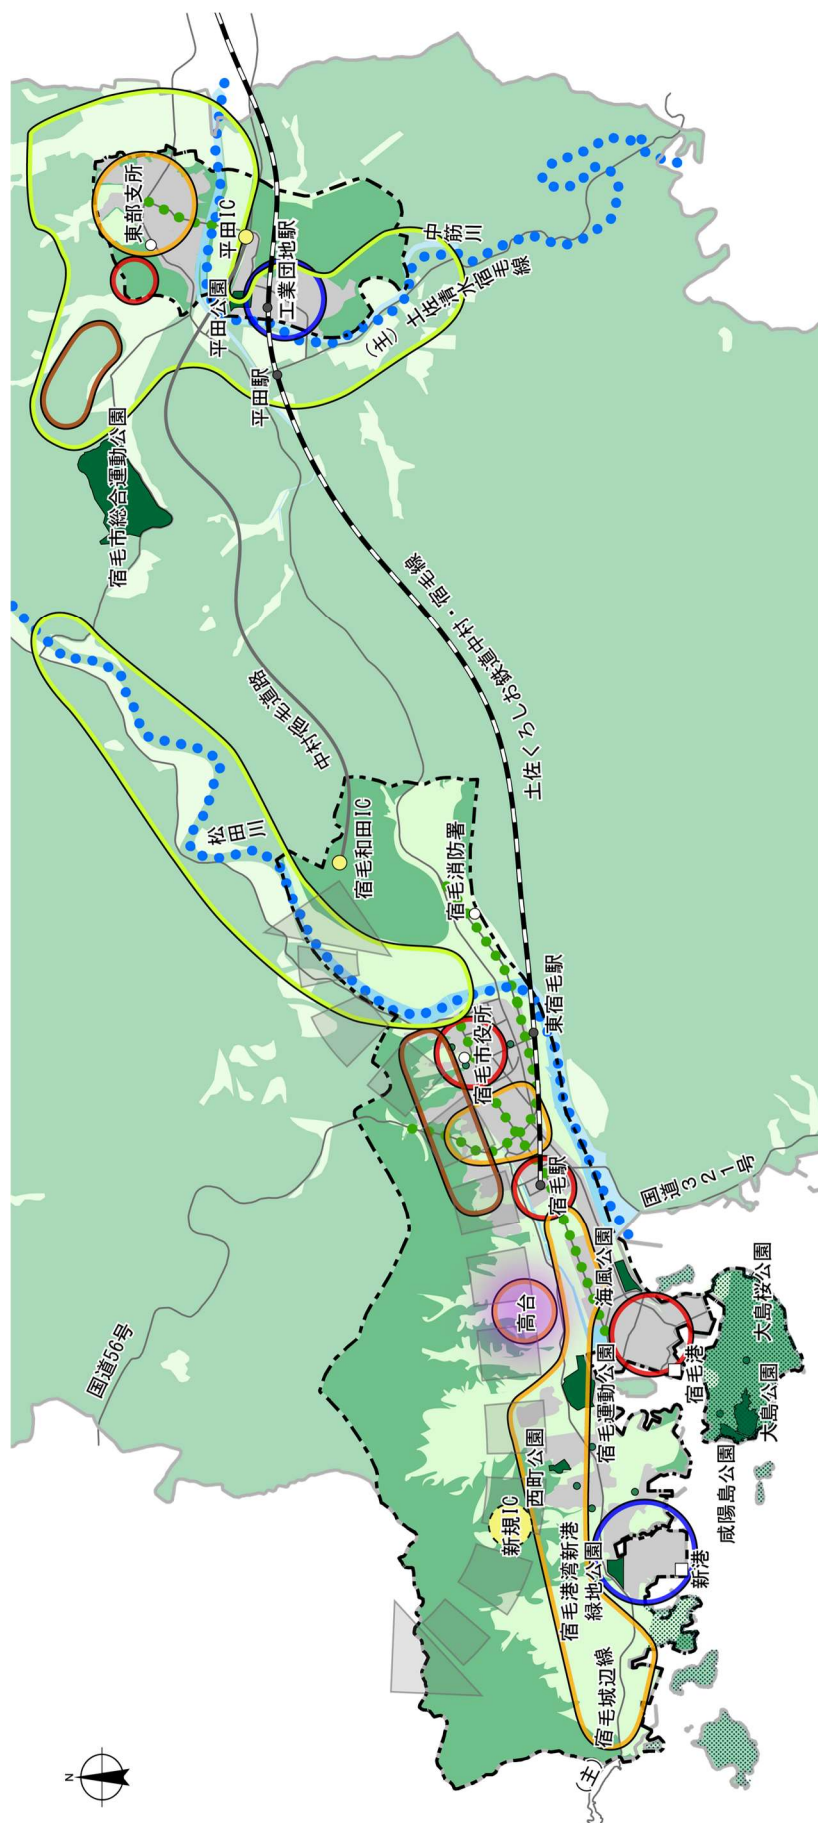 東部支所
平田IC
平田公園
工業団地駅
中筋川
(主) 土佐清水宿毛線
平田駅
宿毛市総合運動公園
土佐くろしお鉄道中村・宿毛線
中村宿毛道路
松田川
宿毛和田IC
宿毛消防署
東宿毛駅
宿毛市役所
宿毛駅
国道321号
国道56号
高台
海風公園
宿毛運動公園
宿毛港
大島桜公園
大島公園
咸陽島公園
西町公園
新規IC
宿毛港湾新港
緑地公園
新港
(主)
宿毛城辺線
N